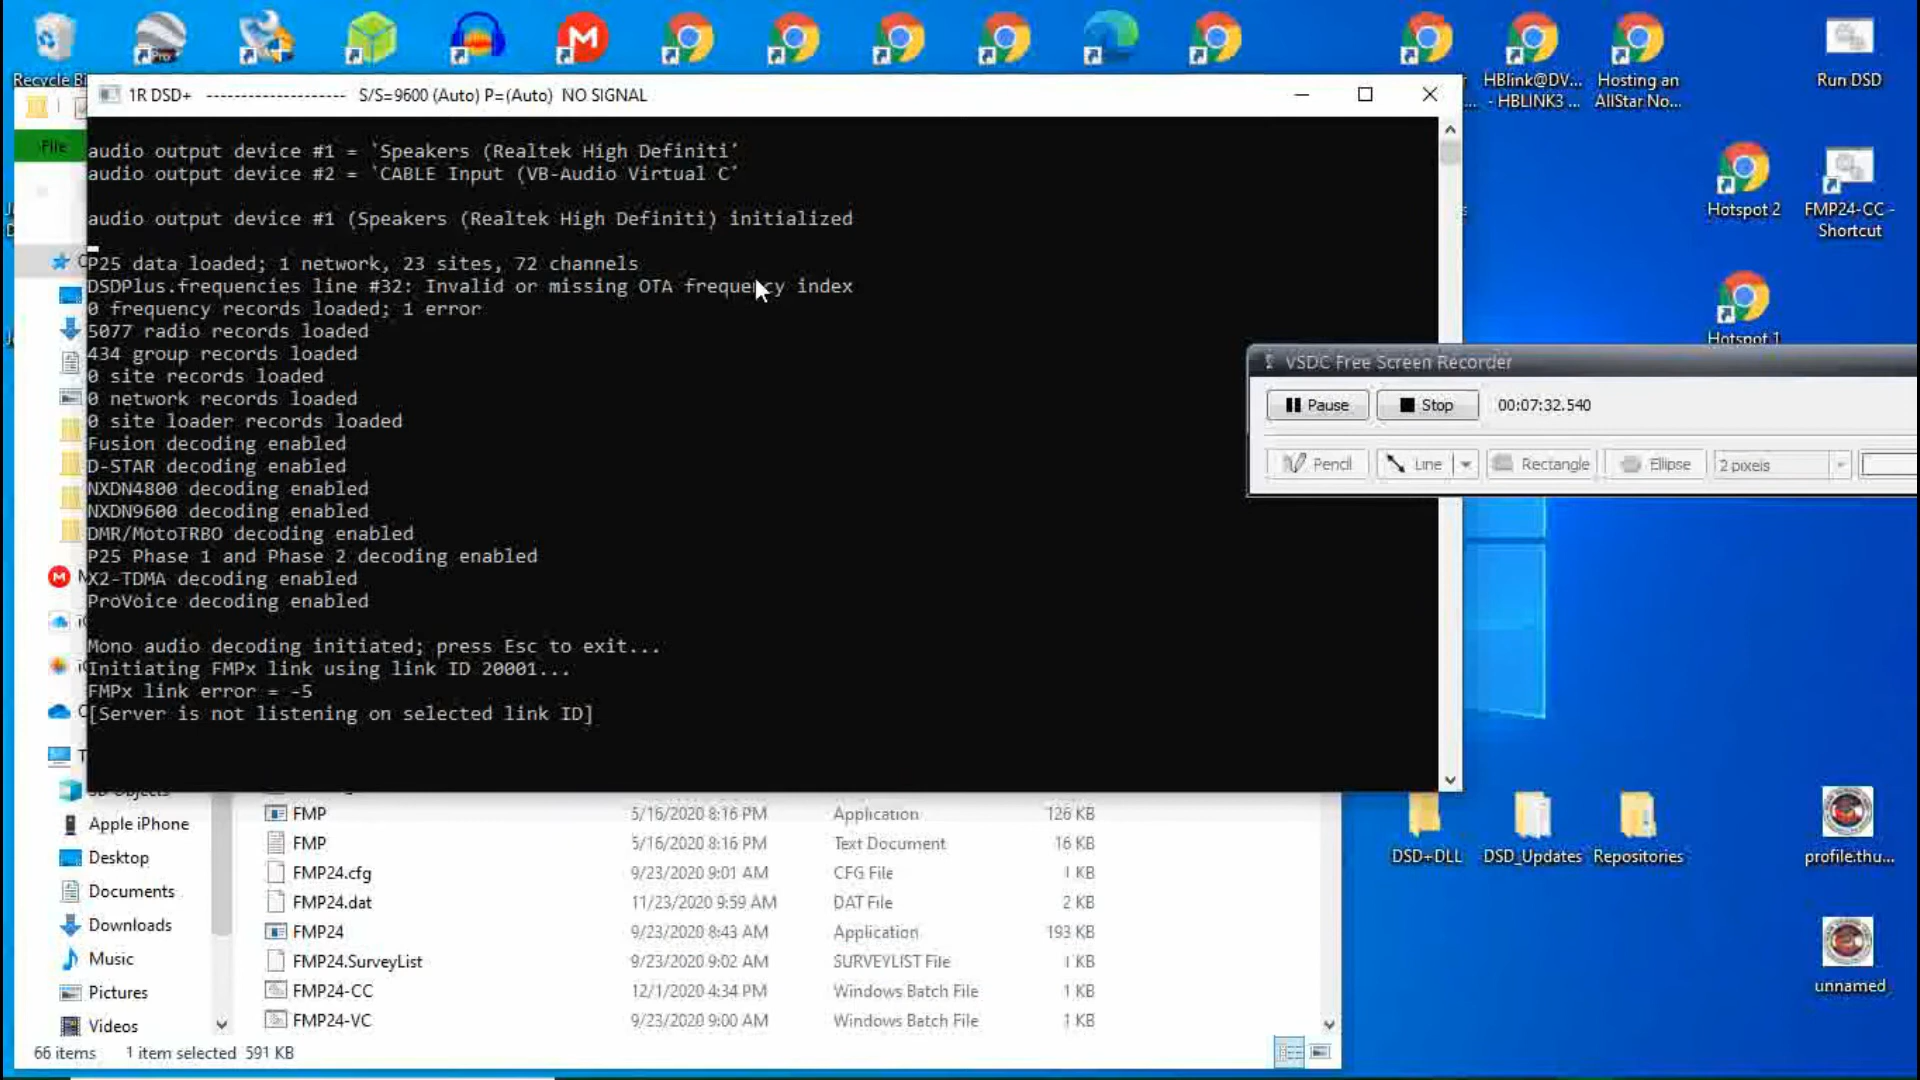 Recycle Bi
HBlink@DV...
- HBLINK3 ...
Hosting an
AllStar No...
Run DSD
1R DSD+ -------------------- S/S=9600 (Auto) P=(Auto) NO SIGNAL
File
audio output device #1 = 'Speakers (Realtek High Definiti'
audio output device #2 = 'CABLE Input (VB-Audio Virtual C'
audio output device #1 (Speakers (Realtek High Definiti) initialized
P25 data loaded; 1 network, 23 sites, 72 channels
DSDPlus.frequencies line #32: Invalid or missing OTA frequency index
0 frequency records loaded; 1 error
5077 radio records loaded
434 group records loaded
0 site records loaded
0 network records loaded
0 site loader records loaded
Fusion decoding enabled
D-STAR decoding enabled
NXDN4800 decoding enabled
NXDN9600 decoding enabled
DMR/MotoTRBO decoding enabled
P25 Phase 1 and Phase 2 decoding enabled
X2-TDMA decoding enabled
ProVoice decoding enabled
Mono audio decoding initiated; press Esc to exit...
Initiating FMPx link using link ID 20001...
FMPx link error = -5
[Server is not listening on selected link ID]
Hotspot 2
FMP24-CC -
Shortcut
Hotspot 1
VSDC Free Screen Recorder
Pause Stop 00:07:32.540
Pencil Line Rectangle Ellipse 2 pixels
3D Objects
Apple iPhone
Desktop
Documents
Downloads
Music
Pictures
Videos
FMP 5/16/2020 8:16 PM Application 126 KB
FMP 5/16/2020 8:16 PM Text Document 16 KB
FMP24.cfg 9/23/2020 9:01 AM CFG File 1 KB
FMP24.dat 11/23/2020 9:59 AM DAT File 2 KB
FMP24 9/23/2020 8:43 AM Application 193 KB
FMP24.SurveyList 9/23/2020 9:02 AM SURVEYLIST File 1 KB
FMP24-CC 12/1/2020 4:34 PM Windows Batch File 1 KB
FMP24-VC 9/23/2020 9:00 AM Windows Batch File 1 KB
66 items 1 item selected 591 KB
DSD+DLL
DSD_Updates
Repositories
profile.thu...
unnamed